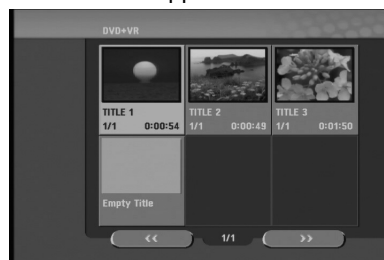 DVD+VR
TITLE 1
1/1 0:00:54
TITLE 2
1/1 0:00:49
TITLE 3
1/1 0:01:50
Empty Title
<< 1/1 >>